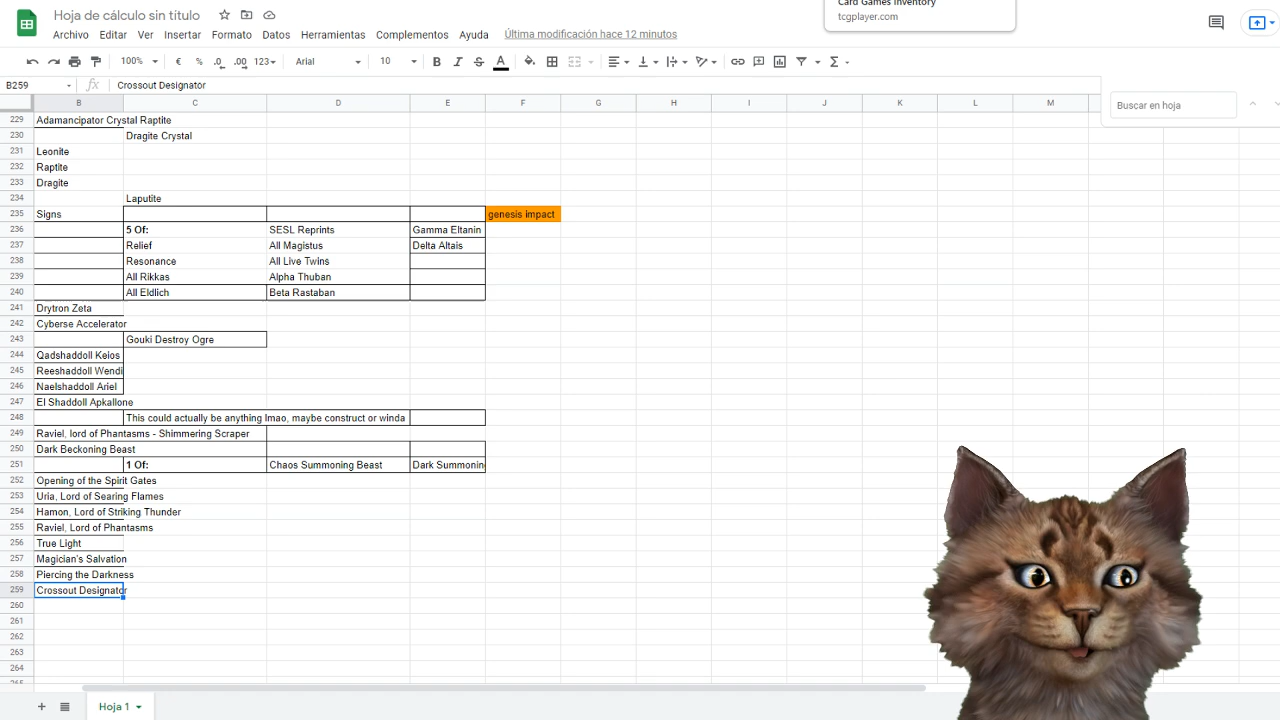 Card Games Inventory
tcgplayer.com
Hoja de cálculo sin título
Archivo Editar Ver Insertar Formato Datos Herramientas Complementos Ayuda Última modificación hace 12 minutos
100% € % .0 .00 123 Arial 10 B I S A
B259 fx Crossout Designator
Buscar en hoja
B C D E F G H I J K L M
229 Adamancipator Crystal Raptite
230 Dragite Crystal
231 Leonite
232 Raptite
233 Dragite
234 Laputite
235 Signs genesis impact
236 5 Of: SESL Reprints Gamma Eltanin
237 Relief All Magistus Delta Altais
238 Resonance All Live Twins
239 All Rikkas Alpha Thuban
240 All Eldlich Beta Rastaban
241 Drytron Zeta
242 Cyberse Accelerator
243 Gouki Destroy Ogre
244 Qadshaddoll Keios
245 Reeshaddoll Wendi
246 Naelshaddoll Ariel
247 El Shaddoll Apkallone
248 This could actually be anything lmao, maybe construct or winda
249 Raviel, lord of Phantasms - Shimmering Scraper
250 Dark Beckoning Beast
251 1 Of: Chaos Summoning Beast Dark Summonin
252 Opening of the Spirit Gates
253 Uria, Lord of Searing Flames
254 Hamon, Lord of Striking Thunder
255 Raviel, Lord of Phantasms
256 True Light
257 Magician's Salvation
258 Piercing the Darkness
259 Crossout Designator
260
261
262
263
264
Hoja 1